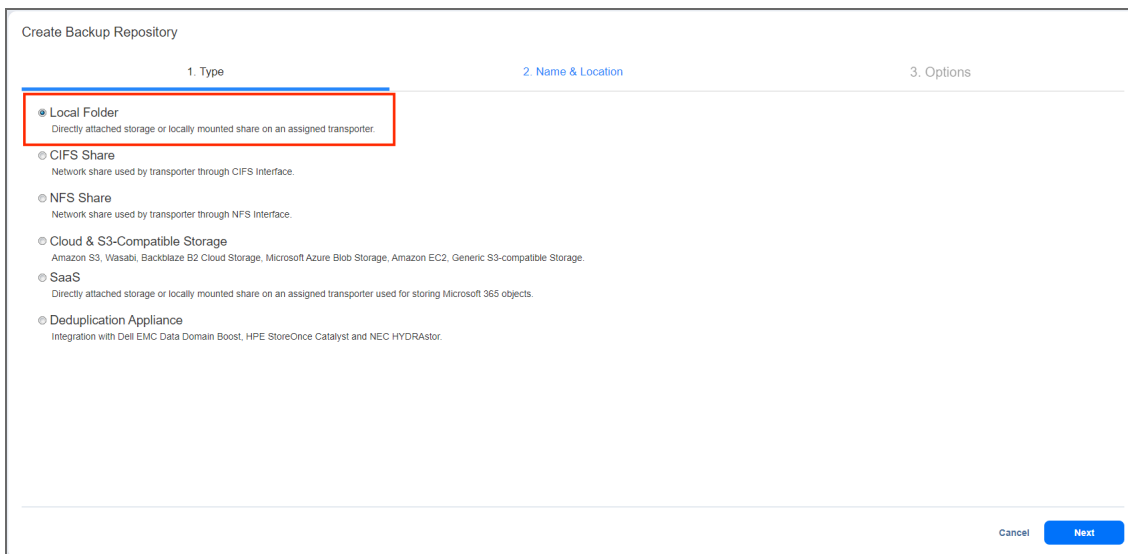 Create Backup Repository
1. Type
2. Name & Location
3. Options
Local Folder
Directly attached storage or locally mounted share on an assigned transporter.
CIFS Share
Network share used by transporter through CIFS Interface.
NFS Share
Network share used by transporter through NFS Interface.
Cloud & S3-Compatible Storage
Amazon S3, Wasabi, Backblaze B2 Cloud Storage, Microsoft Azure Blob Storage, Amazon EC2, Generic S3-compatible Storage.
SaaS
Directly attached storage or locally mounted share on an assigned transporter used for storing Microsoft 365 objects.
Deduplication Appliance
Integration with Dell EMC Data Domain Boost, HPE StoreOnce Catalyst and NEC HYDRAstor.
Cancel
Next